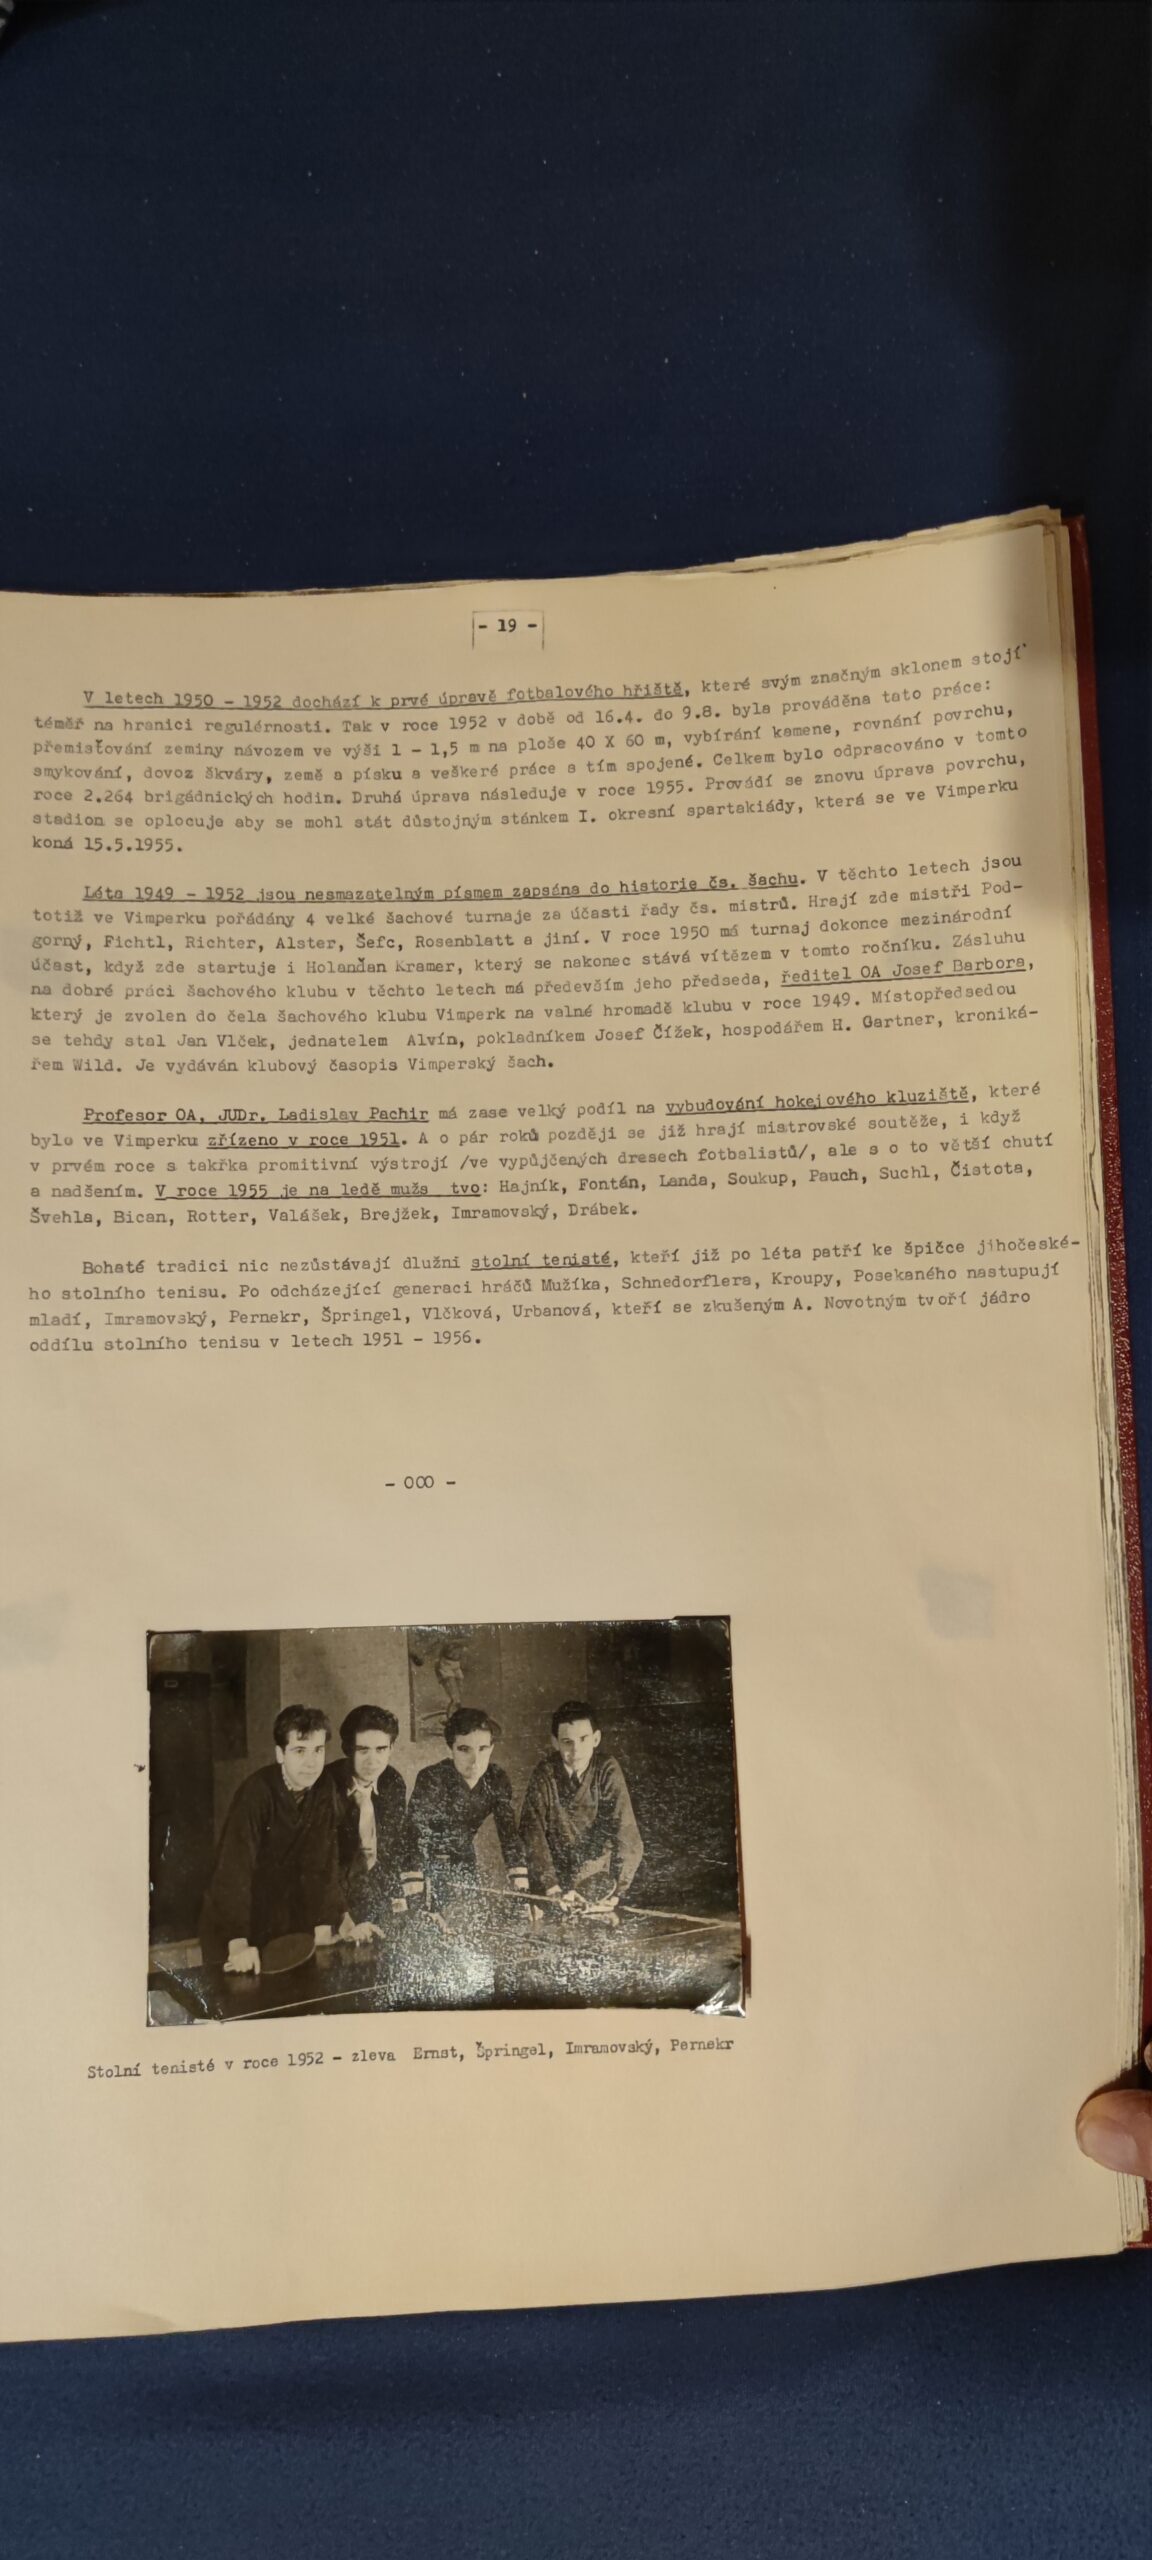 - 19 -
V letech 1950 - 1952 dochází k prvé úpravě fotbalového hřiště, které svým značným sklonem stojí
téměř na hranici regulérnosti. Tak v roce 1952 v době od 16.4. do 9.8. byla prováděna tato práce:
přemisťování zeminy návozem ve výši 1 - 1,5 m na ploše 40 X 60 m, vybírání kamene, rovnání povrchu,
smykování, dovoz škváry, země a písku a veškeré práce s tím spojené. Celkem bylo odpracováno v tomto
roce 2.264 brigádnických hodin. Druhá úprava následuje v roce 1955. Provádí se znovu úprava povrchu,
stadion se oplocuje aby se mohl stát důstojným stánkem I. okresní spartakiády, která se ve Vimperku
koná 15.5.1955.
Léta 1949 - 1952 jsou nesmazatelným písmem zapsána do historie čs. šachu. V těchto letech jsou
totiž ve Vimperku pořádány 4 velké šachové turnaje za účasti řady čs. mistrů. Hrají zde mistři Pod-
gorný, Fichtl, Richter, Alster, Šefc, Rosenblatt a jiní. V roce 1950 má turnaj dokonce mezinárodní
účast, když zde startuje i Holanďan Kramer, který se nakonec stává vítězem v tomto ročníku. Zásluhu
na dobré práci šachového klubu v těchto letech má především jeho předseda, ředitel OA Josef Barbora,
který je zvolen do čela šachového klubu Vimperk na valné hromadě klubu v roce 1949. Místopředsedou
se tehdy stal Jan Vlček, jednatelem Alvín, pokladníkem Josef Čížek, hospodářem H. Gartner, kroniká-
řem Wild. Je vydáván klubový časopis Vimperský šach.
Profesor OA, JUDr. Ladislav Pachir má zase velký podíl na vybudování hokejového kluziště, které
bylo ve Vimperku zřízeno v roce 1951. A o pár roků později se již hrají mistrovské soutěže, i když
v prvém roce s takřka promitivní výstrojí /ve vypůjčených dresech fotbalistů/, ale s o to větší chutí
a nadšením. V roce 1955 je na ledě mužs tvo: Hajník, Fontán, Landa, Soukup, Pauch, Suchl, Čistota,
Švehla, Bican, Rotter, Valášek, Brejžek, Imramovský, Drábek.
Bohaté tradici nic nezůstávají dlužni stolní tenisté, kteří již po léta patří ke špičce jihočeské-
ho stolního tenisu. Po odcházející generaci hráčů Mužíka, Schnedorflera, Kroupy, Posekaného nastupují
mladí, Imramovský, Pernekr, Špringel, Vlčková, Urbanová, kteří se zkušeným A. Novotným tvoří jádro
oddílu stolního tenisu v letech 1951 - 1956.
- OOO -
Stolní tenisté v roce 1952 - zleva Ernst, Špringel, Imramovský, Pernekr